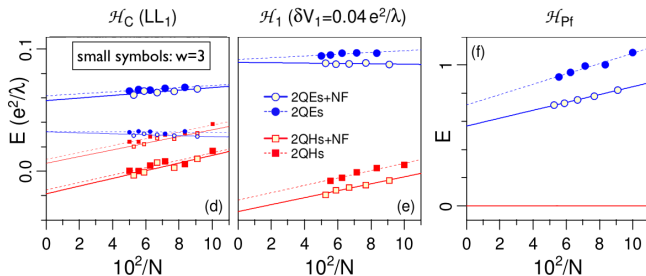 ℋC (LL1)
ℋ1 (δV1=0.04 e²/λ)
ℋPf
E (e²/λ)
0.1
0.0
small symbols: w=3
(d)
0 2 4 6 8 10
10²/N
2QEs+NF
2QEs
2QHs+NF
2QHs
(e)
0 2 4 6 8 10
10²/N
E
1
0
(f)
0 2 4 6 8 10
10²/N